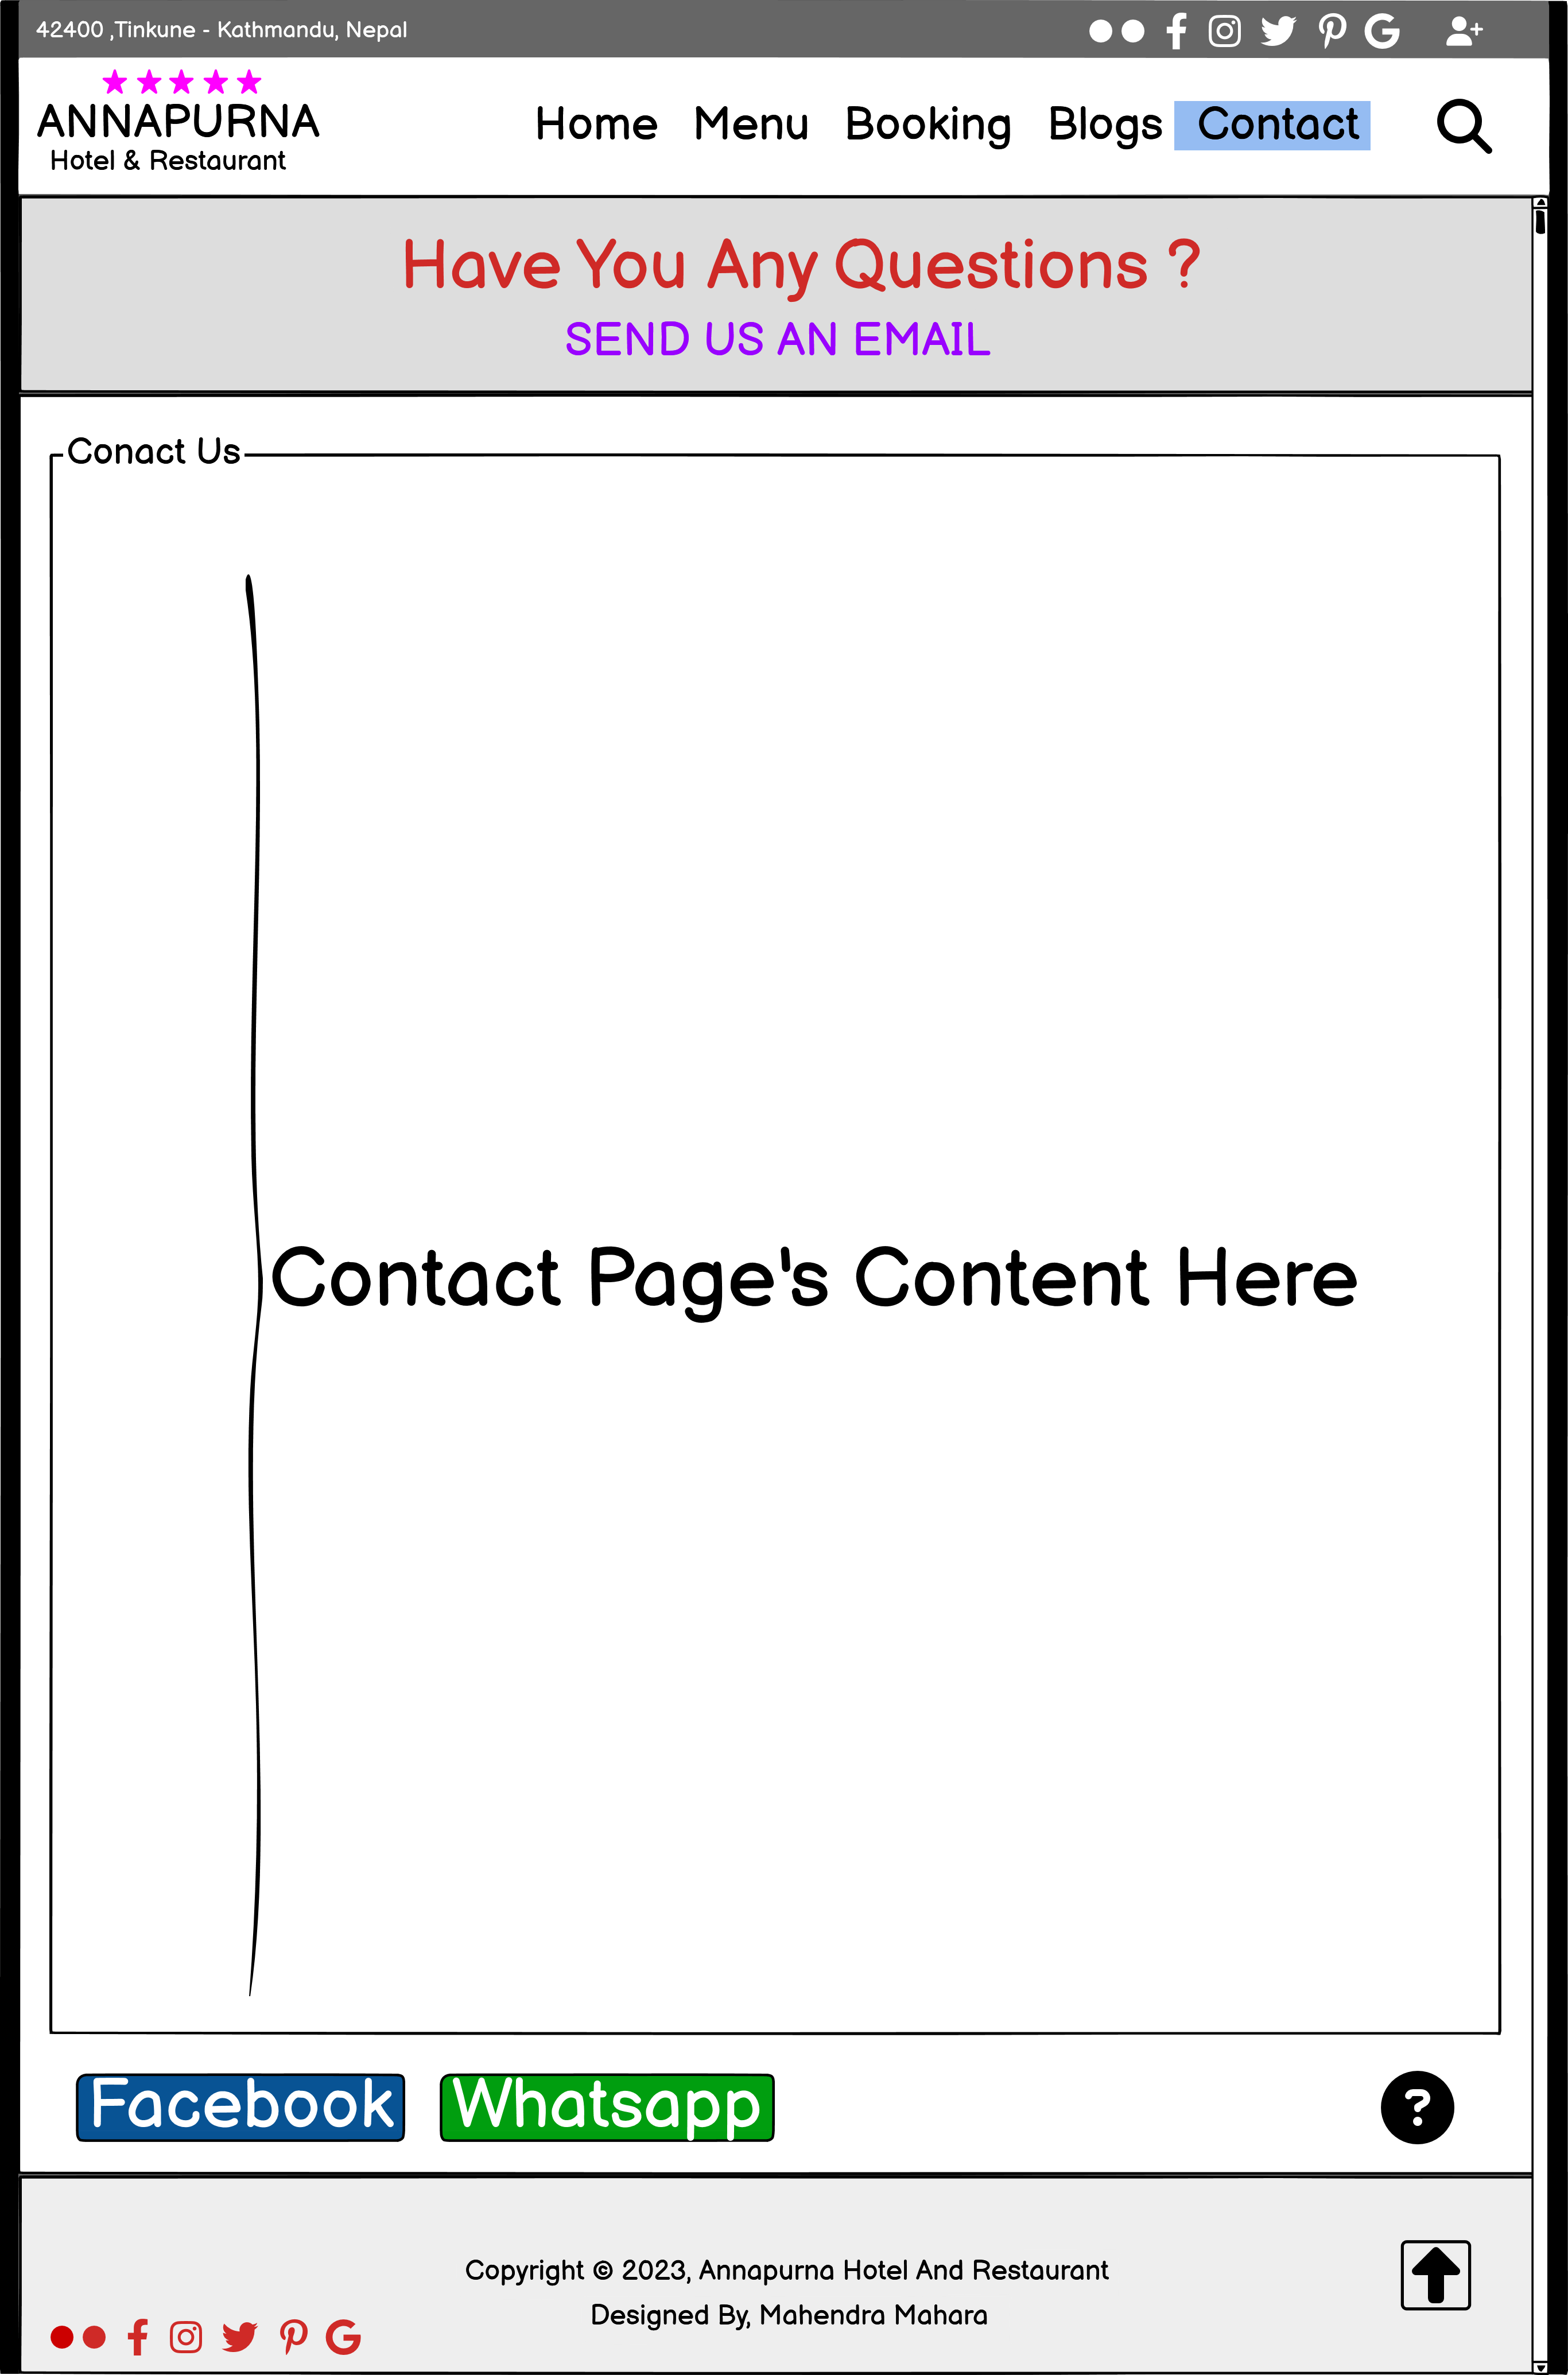 42400 ,Tinkune - Kathmandu, Nepal
ANNAPURNA
Hotel & Restaurant
Home Menu Booking Blogs Contact
Have You Any Questions ?
SEND US AN EMAIL
Conact Us
Contact Page's Content Here
Facebook Whatsapp
?
Copyright © 2023, Annapurna Hotel And Restaurant
Designed By, Mahendra Mahara